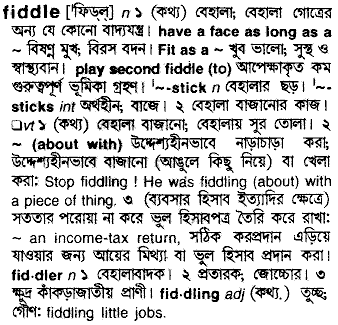 fiddle ['ফিড্‌ল্] n ১ (কথ্য) বেহালা; বেহালা গোত্রের
অন্য যে কোনো বাদ্যযন্ত্র। have a face as long as a
~ বিষণ্ন মুখ; বিরস বদন। Fit as a ~ খুব ভালো; সুস্থ ও
স্বাস্থ্যবান। play second fiddle (to) আপেক্ষাকৃত কম
গুরুত্বপূর্ণ ভূমিকা গ্রহণ। '~-stick n বেহালার ছড়। '~-
sticks int অর্থহীন; বাজে। ২ বেহালা বাজানোর কাজ।
□vt ১ (কথ্য) বেহালা বাজানো; বেহালায় সুর তোলা। ২
~ (about with) উদ্দেশ্যহীনভাবে নাড়াচাড়া করা;
উদ্দেশ্যহীনভাবে বাজানো (আঙুলে কিছু নিয়ে) বা খেলা
করা: Stop fiddling ! He was fiddling (about) with
a piece of thing. ৩ (ব্যবসার হিসাব ইত্যাদির ক্ষেত্রে)
সততার পরোয়া না করে ভুল হিসাবপত্র তৈরি করে রাখা:
~ an income-tax return, সঠিক করপ্রদান এড়িয়ে
যাওয়ার জন্য আয়ের মিথ্যা বা ভুল হিসাব প্রদান করা।
fid·dler n ১ বেহালাবাদক। ২ প্রতারক; জোচ্চোর। ৩
ক্ষুদ্র কাঁকড়াজাতীয় প্রাণী। fid·dling adj (কথ্য.) তুচ্ছ;
গৌণ: fiddling little jobs.